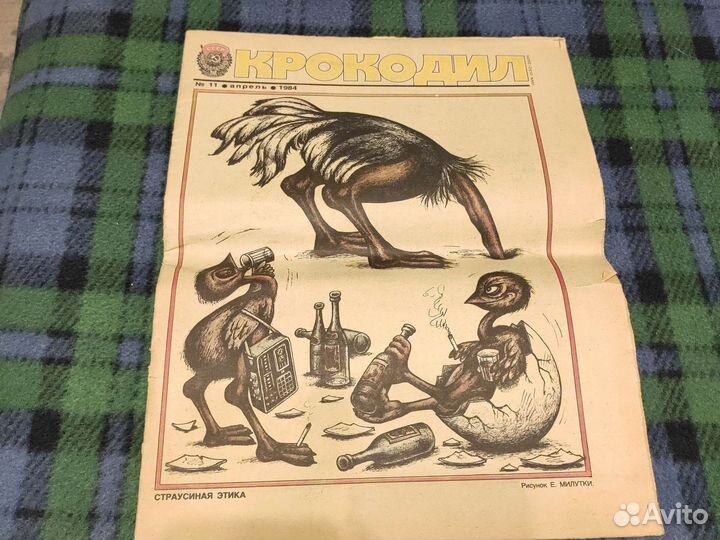 КРОКОДИЛ
№ 11 ● апрель ● 1984
СТРАУСИНАЯ ЭТИКА
Рисунок Е. МИЛУТКИ.
Avito